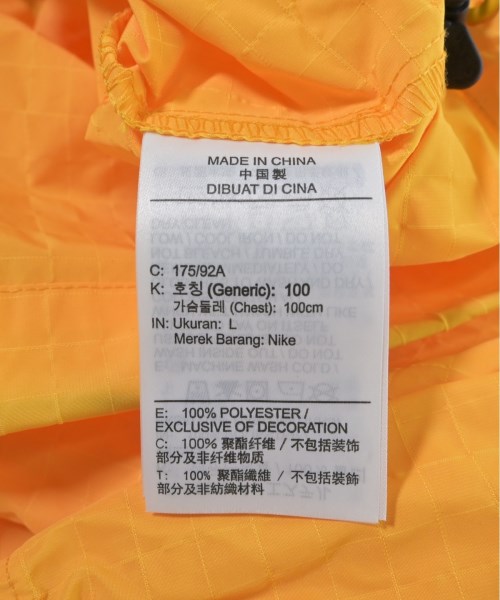 MADE IN CHINA
中国製
DIBUAT DI CINA
C: 175/92A
K: 호칭 (Generic): 100
가슴둘레 (Chest): 100cm
IN: Ukuran: L
Merek Barang: Nike
E: 100% POLYESTER /
EXCLUSIVE OF DECORATION
C: 100% 聚酯纤维 / 不包括装饰
部分及非纤维物质
T: 100% 聚酯纖維 / 不包括裝飾
部分及非紡織材料